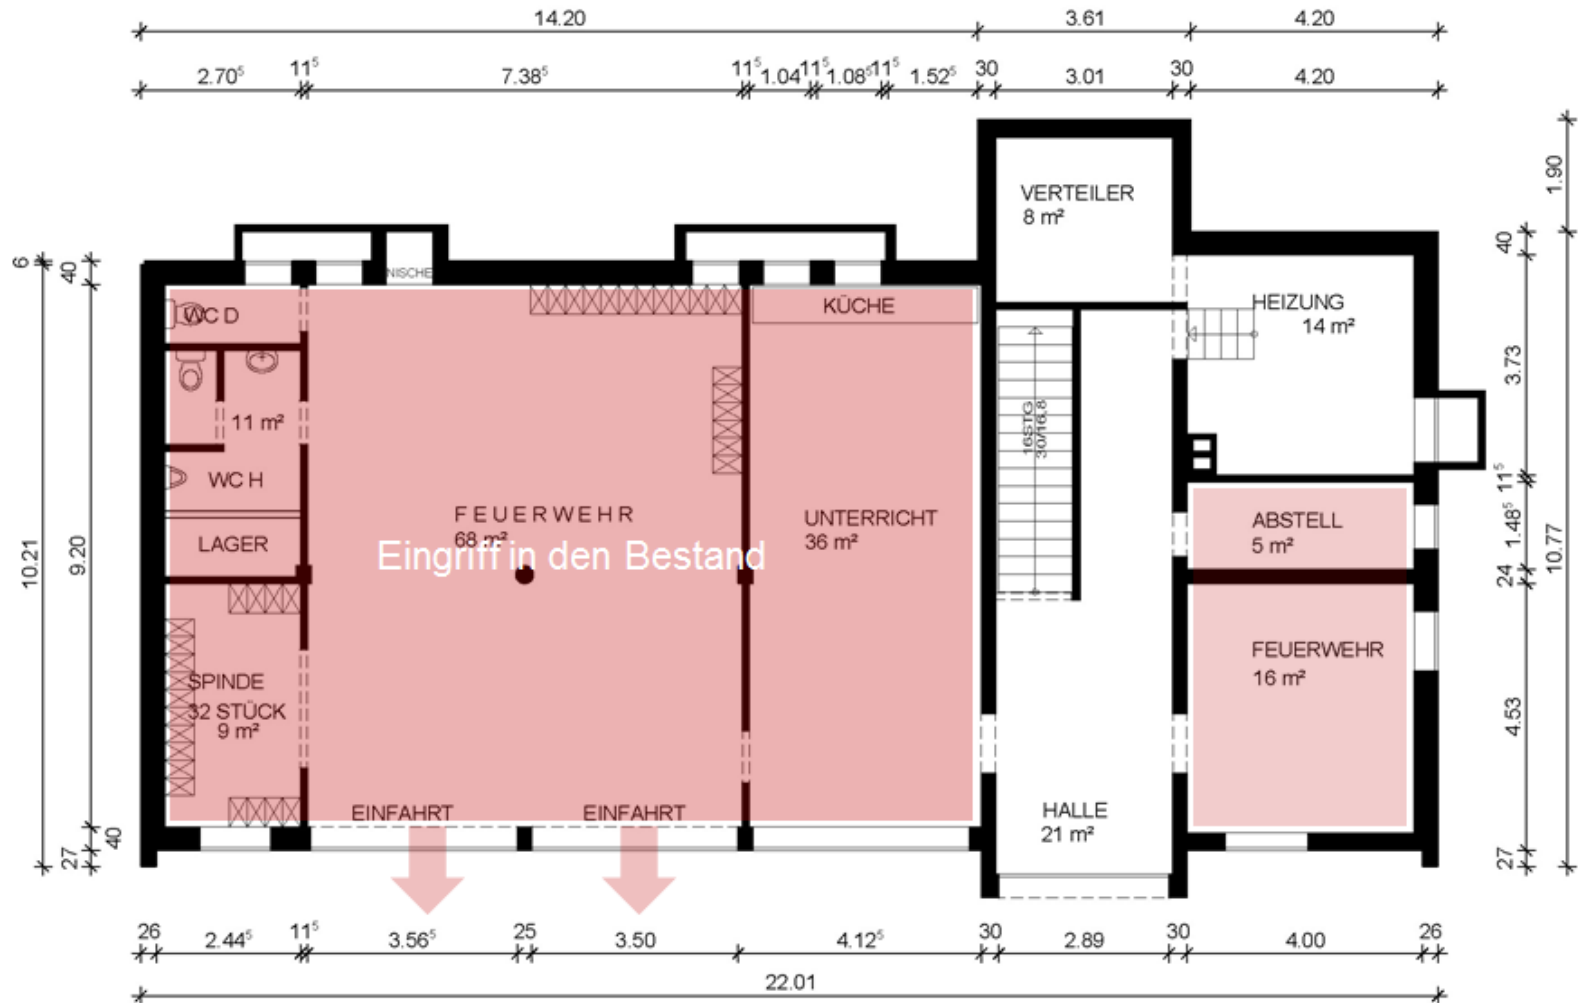 14.20 3.61 4.20
2.70⁵ 11⁵ 7.38⁵ 11⁵ 1.04 11⁵ 1.08⁵ 11⁵ 1.52⁵ 30 3.01 30 4.20
1.90
VERTEILER
8 m²
6
40
40
NISCHE
WC D
KÜCHE
HEIZUNG
14 m²
3.73
16STG
30/16.8
11 m²
WC H
11⁵
LAGER
FEUERWEHR
68 m²
UNTERRICHT
36 m²
ABSTELL
5 m²
1.48⁵
Eingriff in den Bestand
10.21
9.20
24
10.77
SPINDE
32 STÜCK
9 m²
FEUERWEHR
16 m²
4.53
EINFAHRT
EINFAHRT
HALLE
21 m²
27
40
27
26 2.44⁵ 11⁵ 3.56⁵ 25 3.50 4.12⁵ 30 2.89 30 4.00 26
22.01